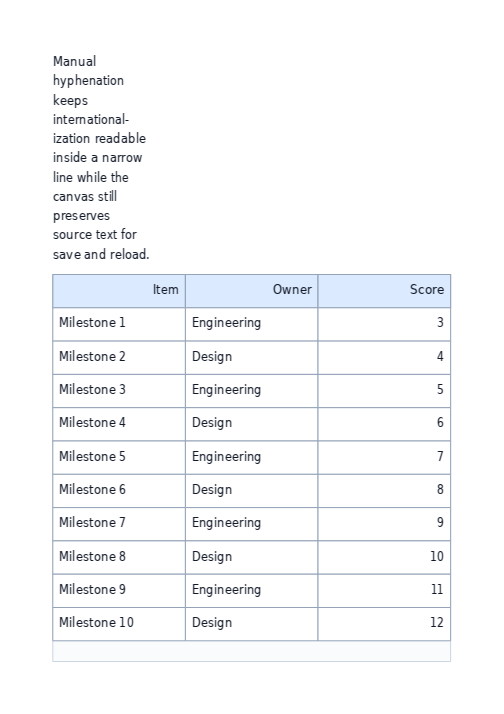 Manual
hyphenation
keeps
international-
ization readable
inside a narrow
line while the
canvas still
preserves
source text for
save and reload.
Item Owner Score
Milestone 1 Engineering 3
Milestone 2 Design 4
Milestone 3 Engineering 5
Milestone 4 Design 6
Milestone 5 Engineering 7
Milestone 6 Design 8
Milestone 7 Engineering 9
Milestone 8 Design 10
Milestone 9 Engineering 11
Milestone 10 Design 12